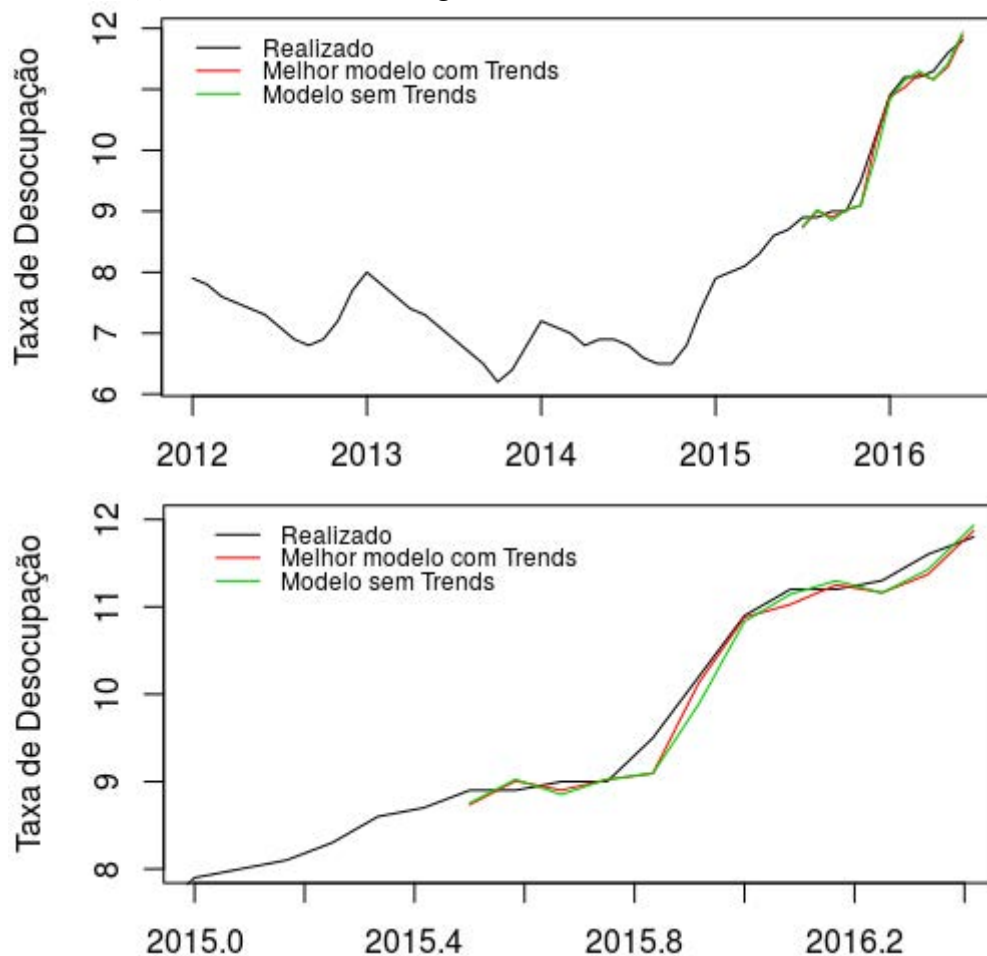 Taxa de Desocupação
12
10
9
8
7
6
Realizado
Melhor modelo com Trends
Modelo sem Trends
2012 2013 2014 2015 2016
Taxa de Desocupação
12
11
10
9
8
Realizado
Melhor modelo com Trends
Modelo sem Trends
2015.0 2015.4 2015.8 2016.2